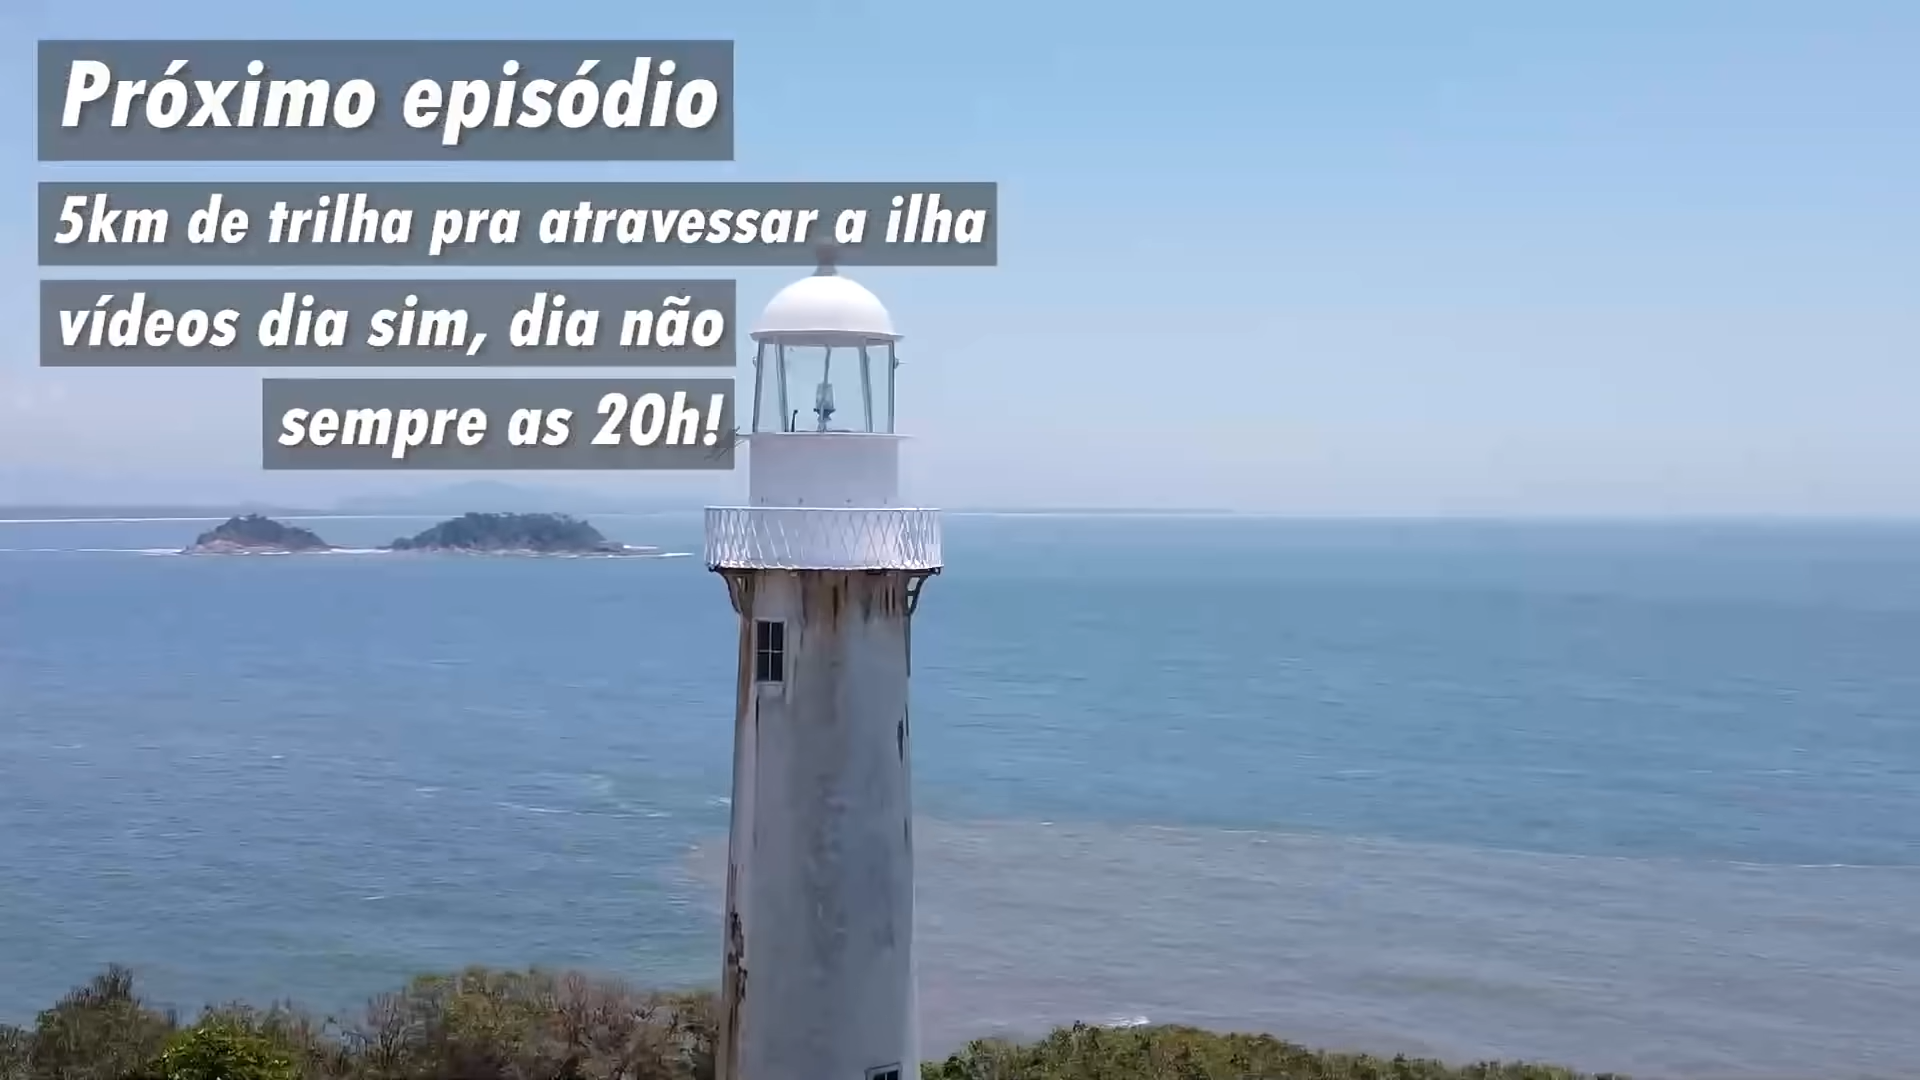 Próximo episódio
5km de trilha pra atravessar a ilha
vídeos dia sim, dia não
sempre as 20h!